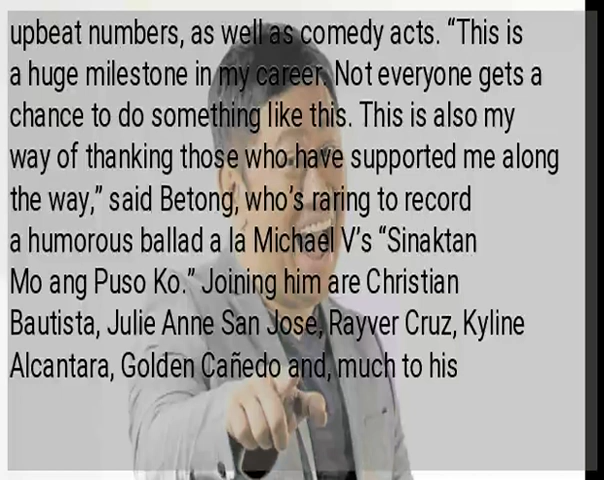 upbeat numbers, as well as comedy acts. “This is
a huge milestone in my career. Not everyone gets a
chance to do something like this. This is also my
way of thanking those who have supported me along
the way,” said Betong, who’s raring to record
a humorous ballad a la Michael V’s “Sinaktan
Mo ang Puso Ko.” Joining him are Christian
Bautista, Julie Anne San Jose, Rayver Cruz, Kyline
Alcantara, Golden Cañedo and, much to his